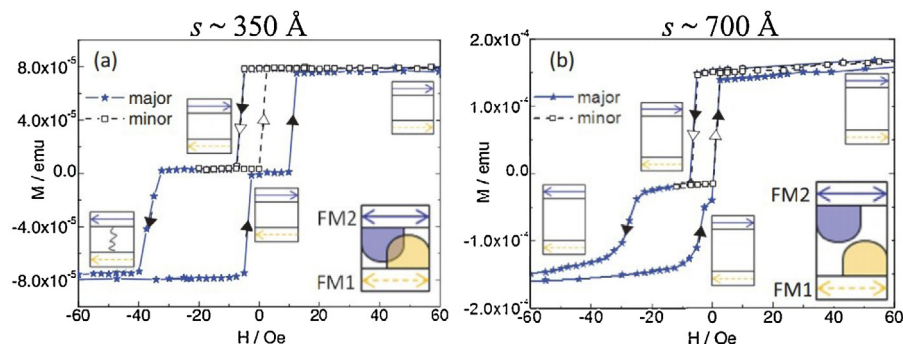 s ~ 350 Å
(a)
major
minor
FM2
FM1
8.0x10⁻⁵
4.0x10⁻⁵
0.0
-4.0x10⁻⁵
-8.0x10⁻⁵
M / emu
-60 -40 -20 0 20 40 60
H / Oe
s ~ 700 Å
(b)
major
minor
FM2
FM1
2.0x10⁻⁴
1.0x10⁻⁴
0.0
-1.0x10⁻⁴
-2.0x10⁻⁴
M / emu
-60 -40 -20 0 20 40 60
H / Oe